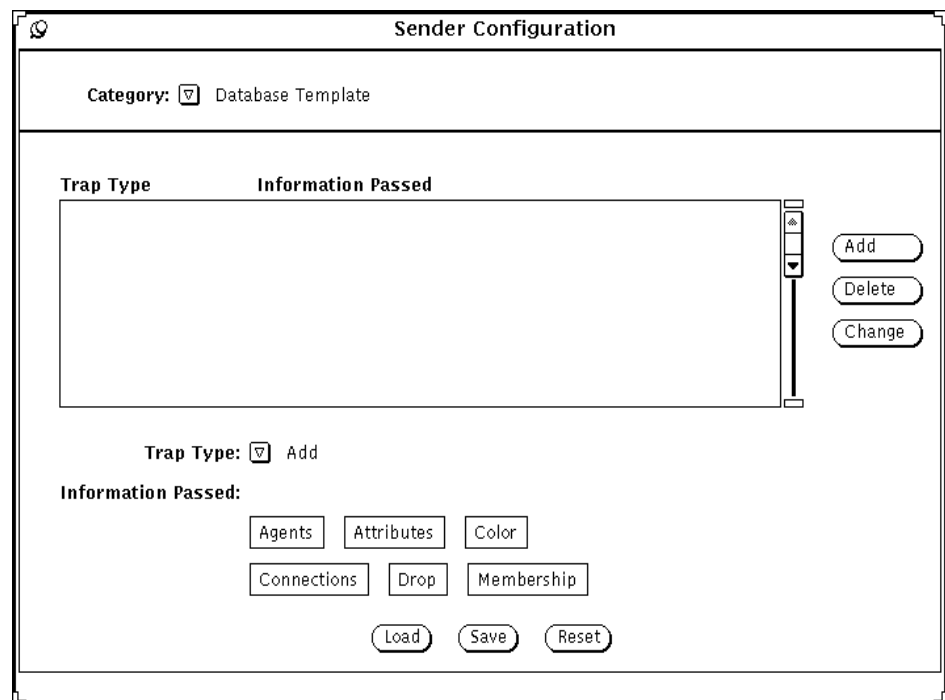 Sender Configuration
Category: Database Template
Trap Type Information Passed
Add
Delete
Change
Trap Type: Add
Information Passed:
Agents Attributes Color
Connections Drop Membership
Load Save Reset